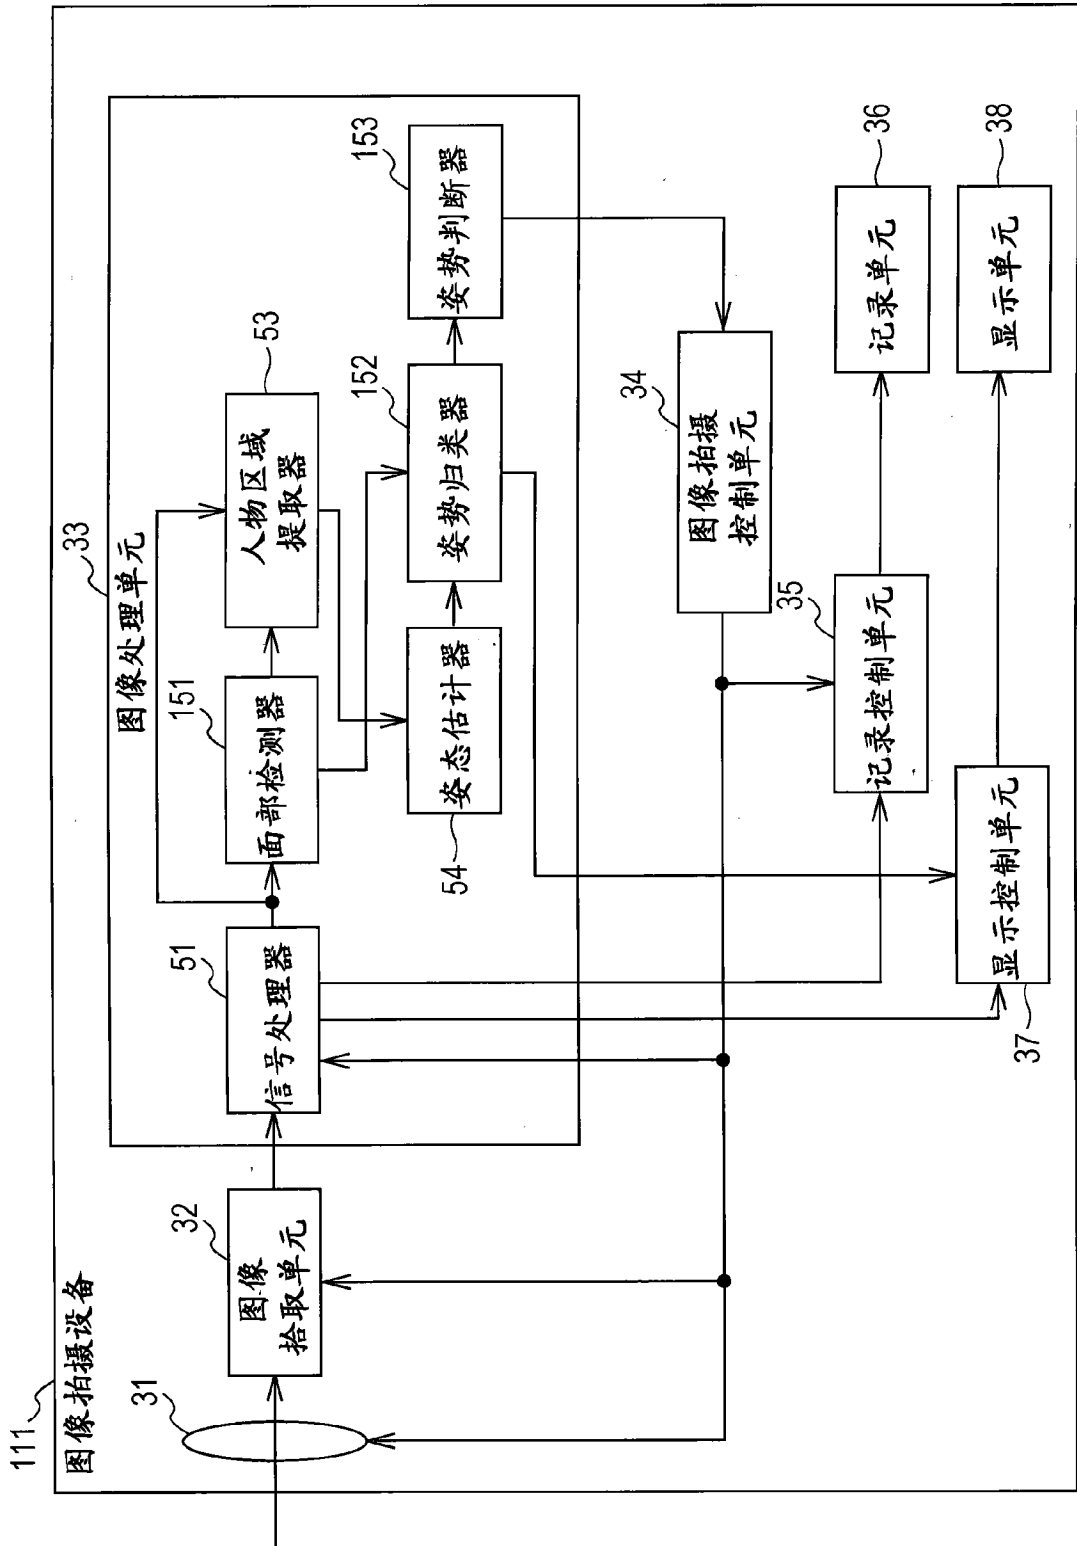 111
图像拍摄设备
33
图像处理单元
31
32
图像
拾取单元
51
信号处理器
151
面部检测器
53
人物区域
提取器
54
姿态估计器
152
姿势归类器
153
姿势判断器
34
图像拍摄
控制单元
35
记录控制单元
36
记录单元
37
显示控制单元
38
显示单元